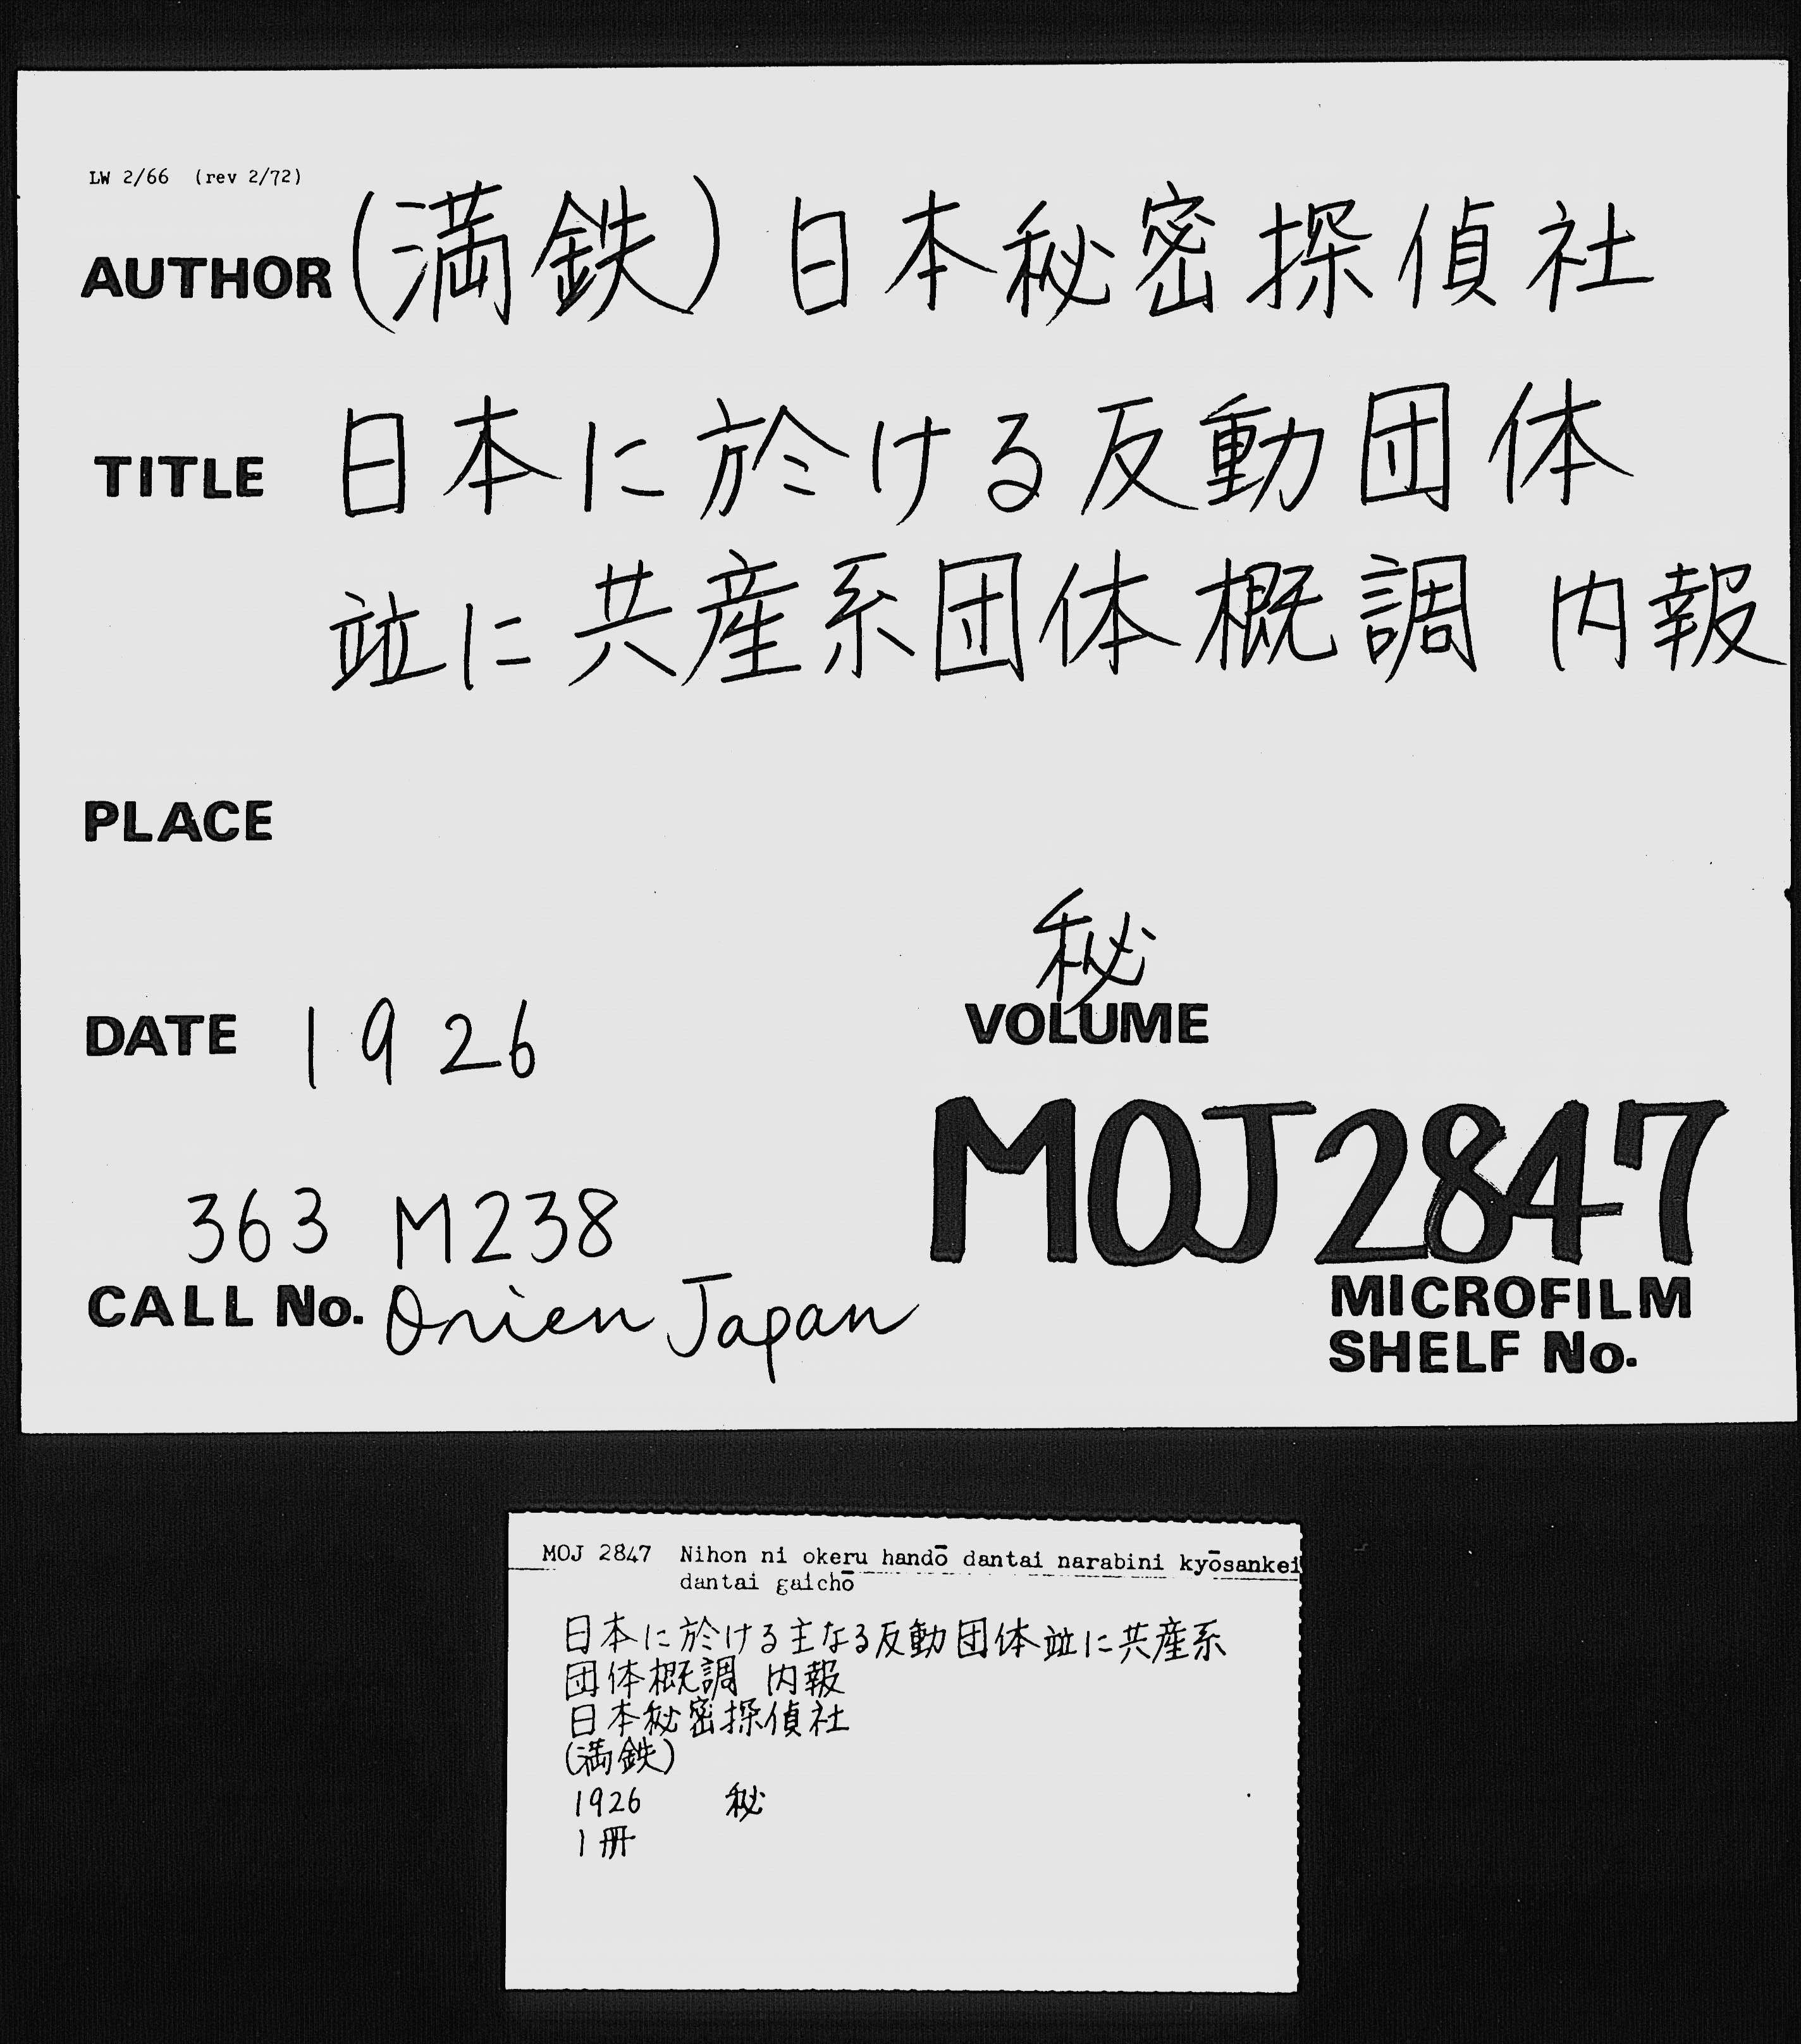 LW 2/66 (rev 2/72)
AUTHOR (満鉄) 日本秘密探偵社
TITLE 日本に於ける反動団体
並に共産系団体概調 内報
PLACE
秘
DATE 1926 VOLUME
MOJ2847
363 M238
CALL No. Orien Japan
MICROFILM
SHELF No.
MOJ 2847 Nihon ni okeru handō dantai narabini kyōsankei
dantai gaichō
日本に於ける主なる反動団体並に共産系
団体概調 内報
日本秘密探偵社
(満鉄)
1926 秘
1冊